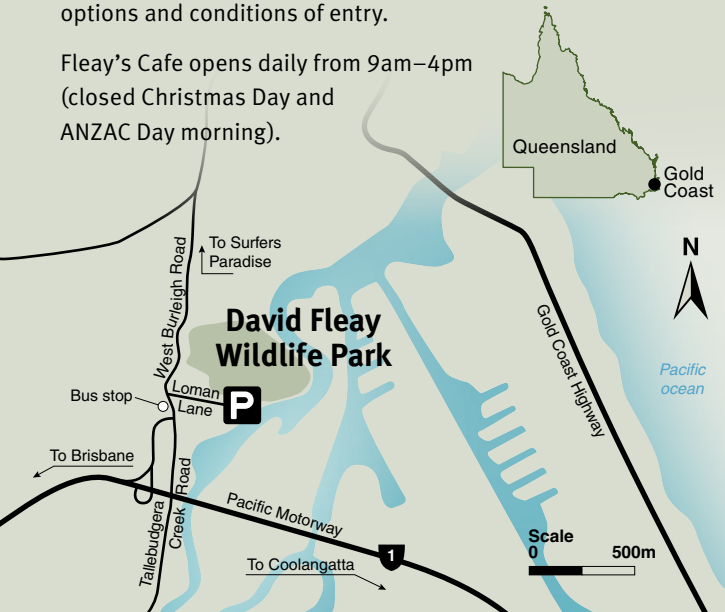 options and conditions of entry.
Fleay’s Cafe opens daily from 9am–4pm
(closed Christmas Day and
ANZAC Day morning).
Queensland
Gold
Coast
To Surfers
Paradise
N
West Burleigh Road
David Fleay
Wildlife Park
Gold Coast Highway
Pacific
ocean
Loman
Lane
P
Bus stop
To Brisbane
Tallebudgera
Creek Road
Pacific Motorway
1
To Coolangatta
Scale
0 500m